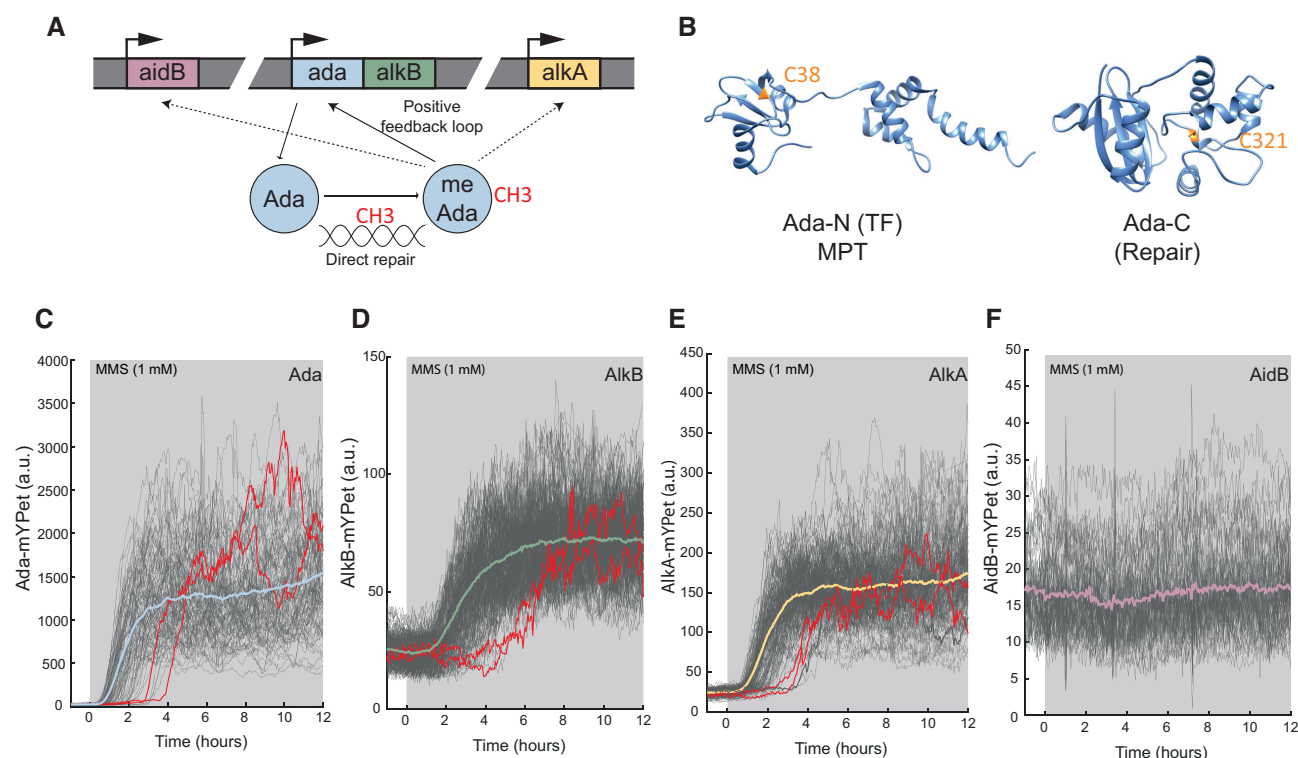 A
aidB
ada
alkB
alkA
Positive
feedback loop
Ada
me
Ada
CH3
CH3
Direct repair
B
C38
C321
Ada-N (TF)
MPT
Ada-C
(Repair)
C
MMS (1 mM)
Ada
Ada-mYPet (a.u.)
4000
3500
3000
2500
2000
1500
1000
500
0
0 2 4 6 8 10 12
Time (hours)
D
MMS (1 mM)
AlkB
AlkB-mYPet (a.u.)
150
100
50
0
0 2 4 6 8 10 12
Time (hours)
E
MMS (1 mM)
AlkA
AlkA-mYPet (a.u.)
450
400
350
300
250
200
150
100
50
0
0 2 4 6 8 10 12
Time (hours)
F
MMS (1 mM)
AidB
AidB-mYPet (a.u.)
50
45
40
35
30
25
20
15
10
5
0
0 2 4 6 8 10 12
Time (hours)